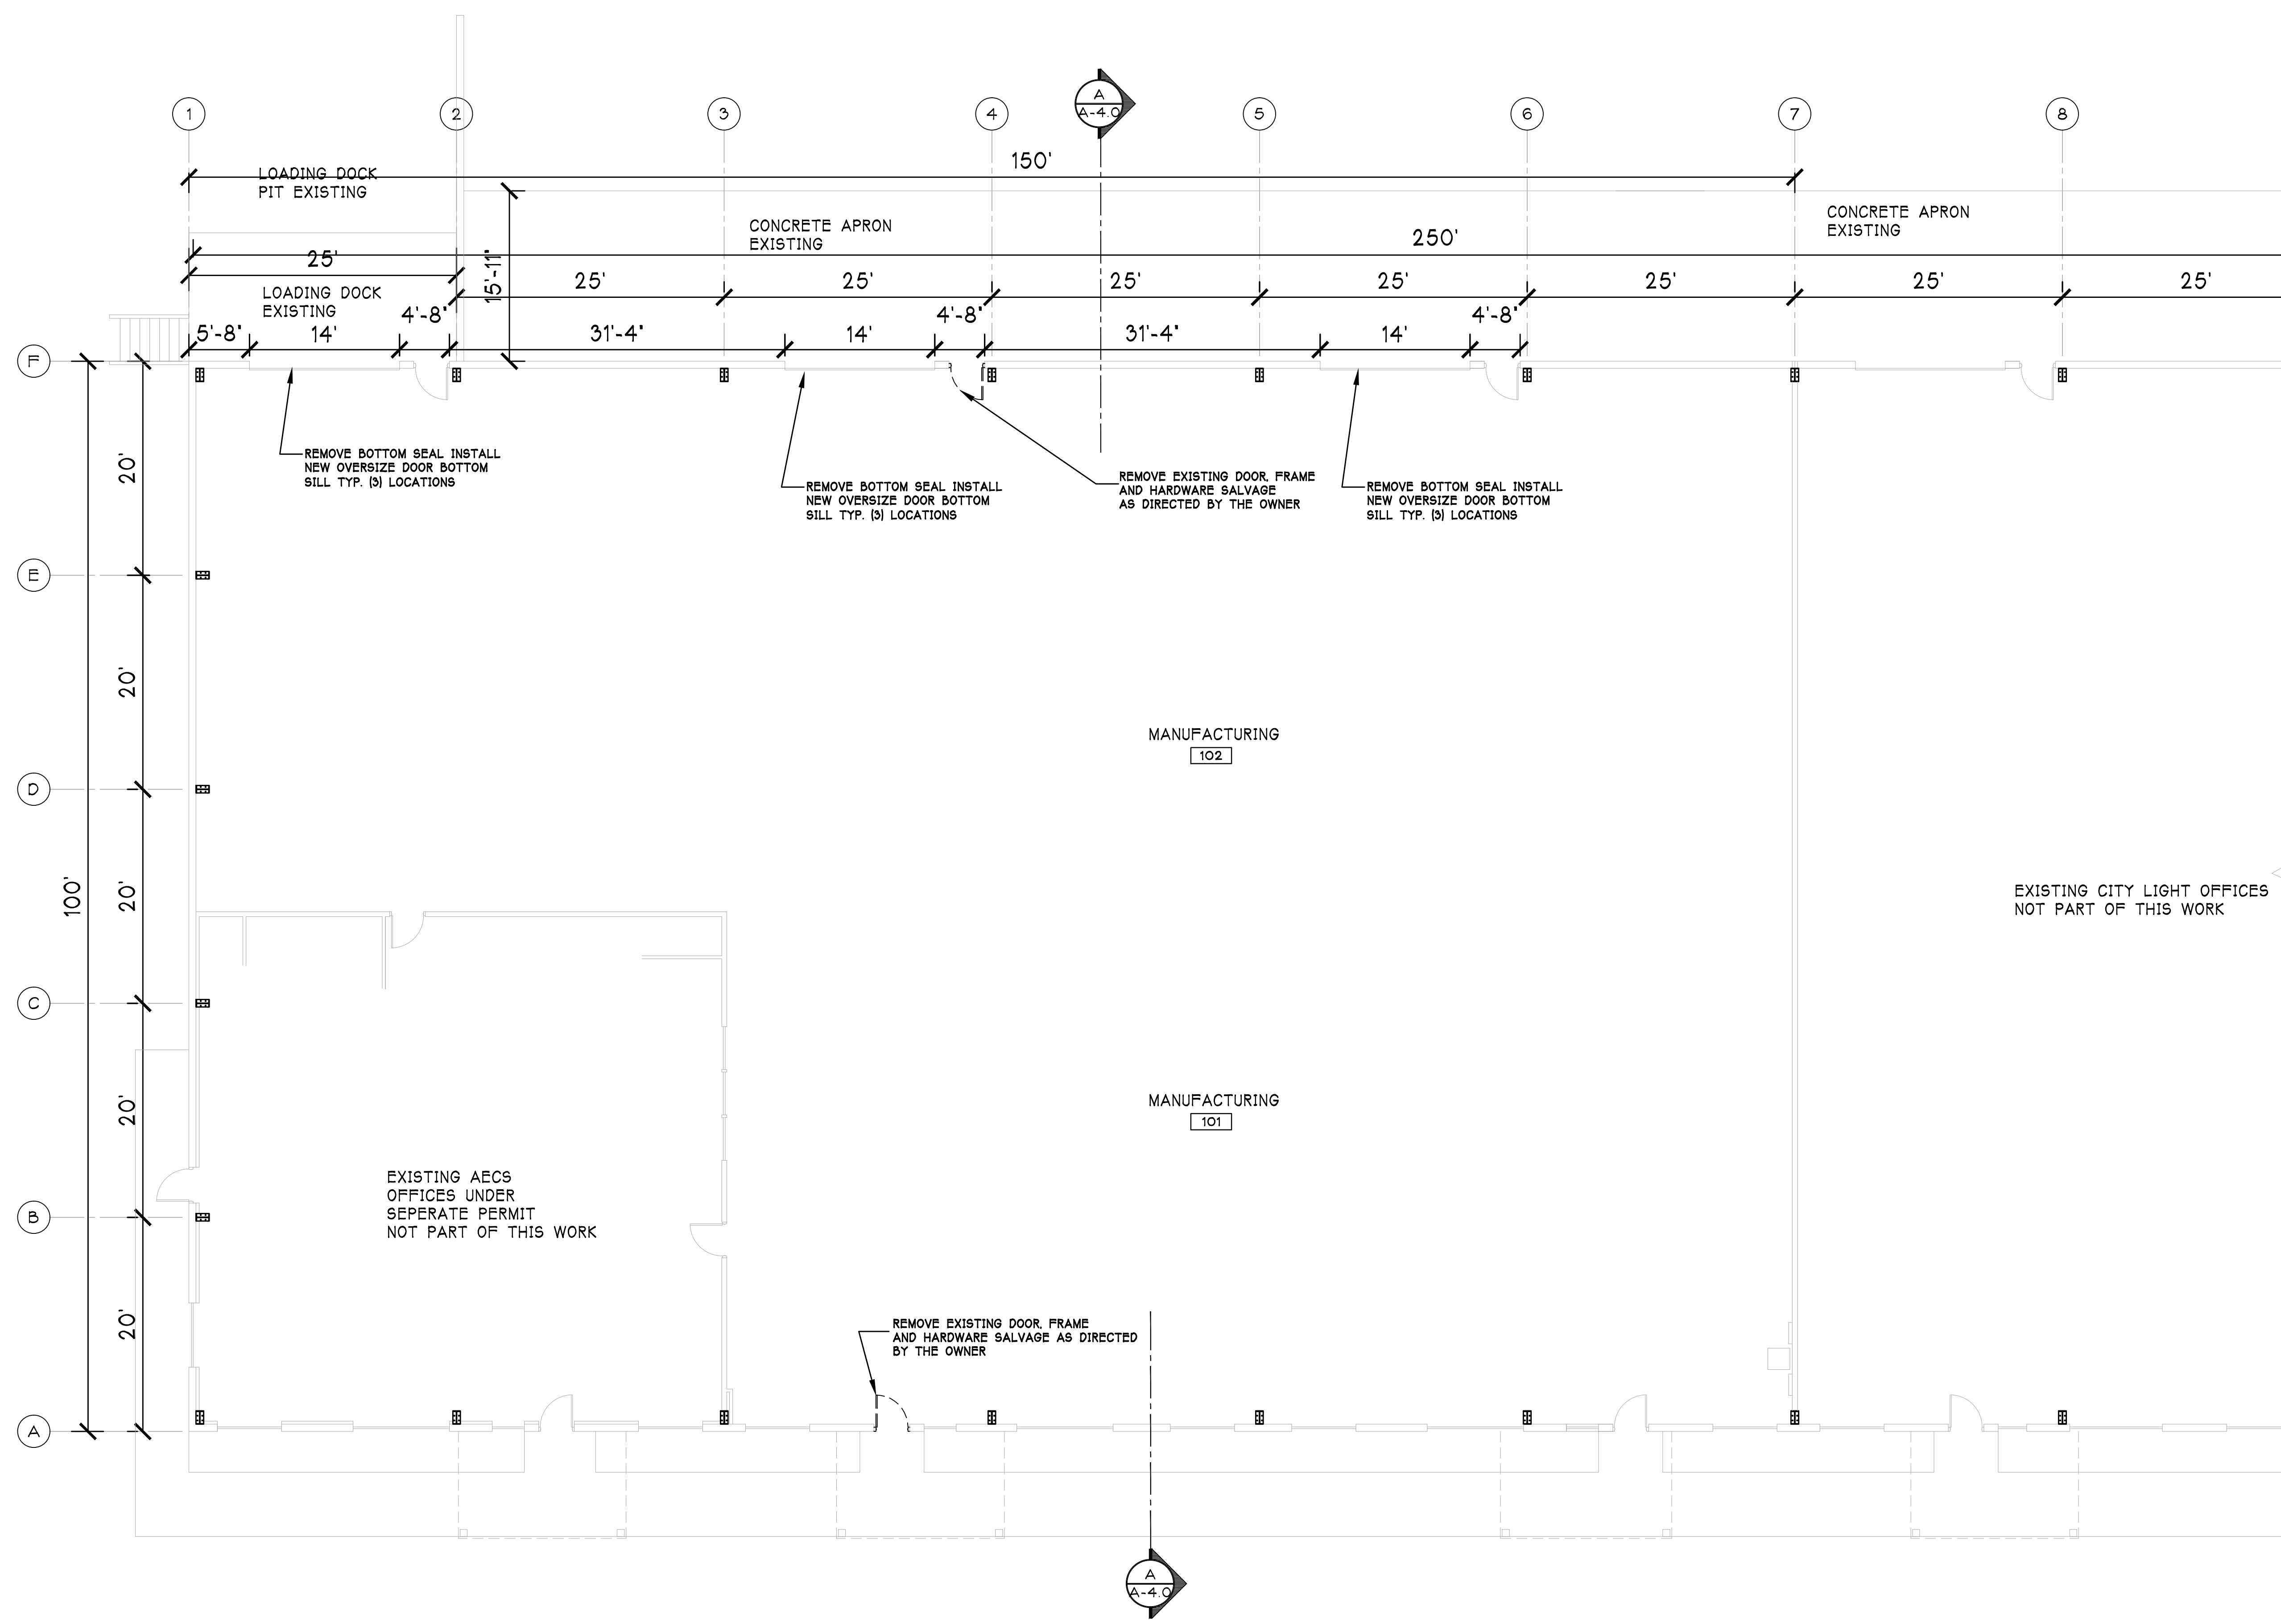 A
A-4.0
1
2
3
4
5
6
7
8
150'
LOADING DOCK
PIT EXISTING
CONCRETE APRON
EXISTING
CONCRETE APRON
EXISTING
250'
25'
15'-11"
25'
25'
25'
25'
25'
25'
25'
LOADING DOCK
EXISTING
5'-8"
14'
4'-8"
31'-4"
14'
4'-8"
31'-4"
14'
4'-8"
F
REMOVE BOTTOM SEAL INSTALL
NEW OVERSIZE DOOR BOTTOM
SILL TYP. (3) LOCATIONS
REMOVE BOTTOM SEAL INSTALL
NEW OVERSIZE DOOR BOTTOM
SILL TYP. (3) LOCATIONS
REMOVE EXISTING DOOR, FRAME
AND HARDWARE SALVAGE
AS DIRECTED BY THE OWNER
REMOVE BOTTOM SEAL INSTALL
NEW OVERSIZE DOOR BOTTOM
SILL TYP. (3) LOCATIONS
20'
E
20'
MANUFACTURING
102
D
100'
20'
EXISTING CITY LIGHT OFFICES
NOT PART OF THIS WORK
C
20'
MANUFACTURING
101
EXISTING AECS
OFFICES UNDER
SEPERATE PERMIT
NOT PART OF THIS WORK
B
20'
REMOVE EXISTING DOOR, FRAME
AND HARDWARE SALVAGE AS DIRECTED
BY THE OWNER
A
A
A-4.0